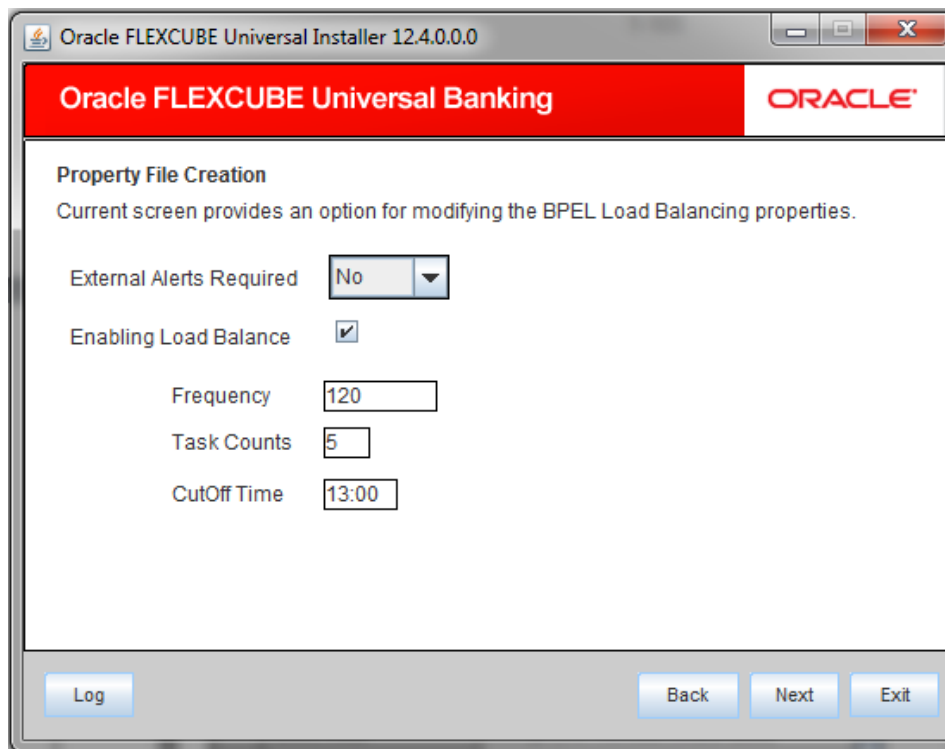 Oracle FLEXCUBE Universal Installer 12.4.0.0.0
Oracle FLEXCUBE Universal Banking
ORACLE
Property File Creation
Current screen provides an option for modifying the BPEL Load Balancing properties.
External Alerts Required No
Enabling Load Balance
Frequency 120
Task Counts 5
CutOff Time 13:00
Log Back Next Exit